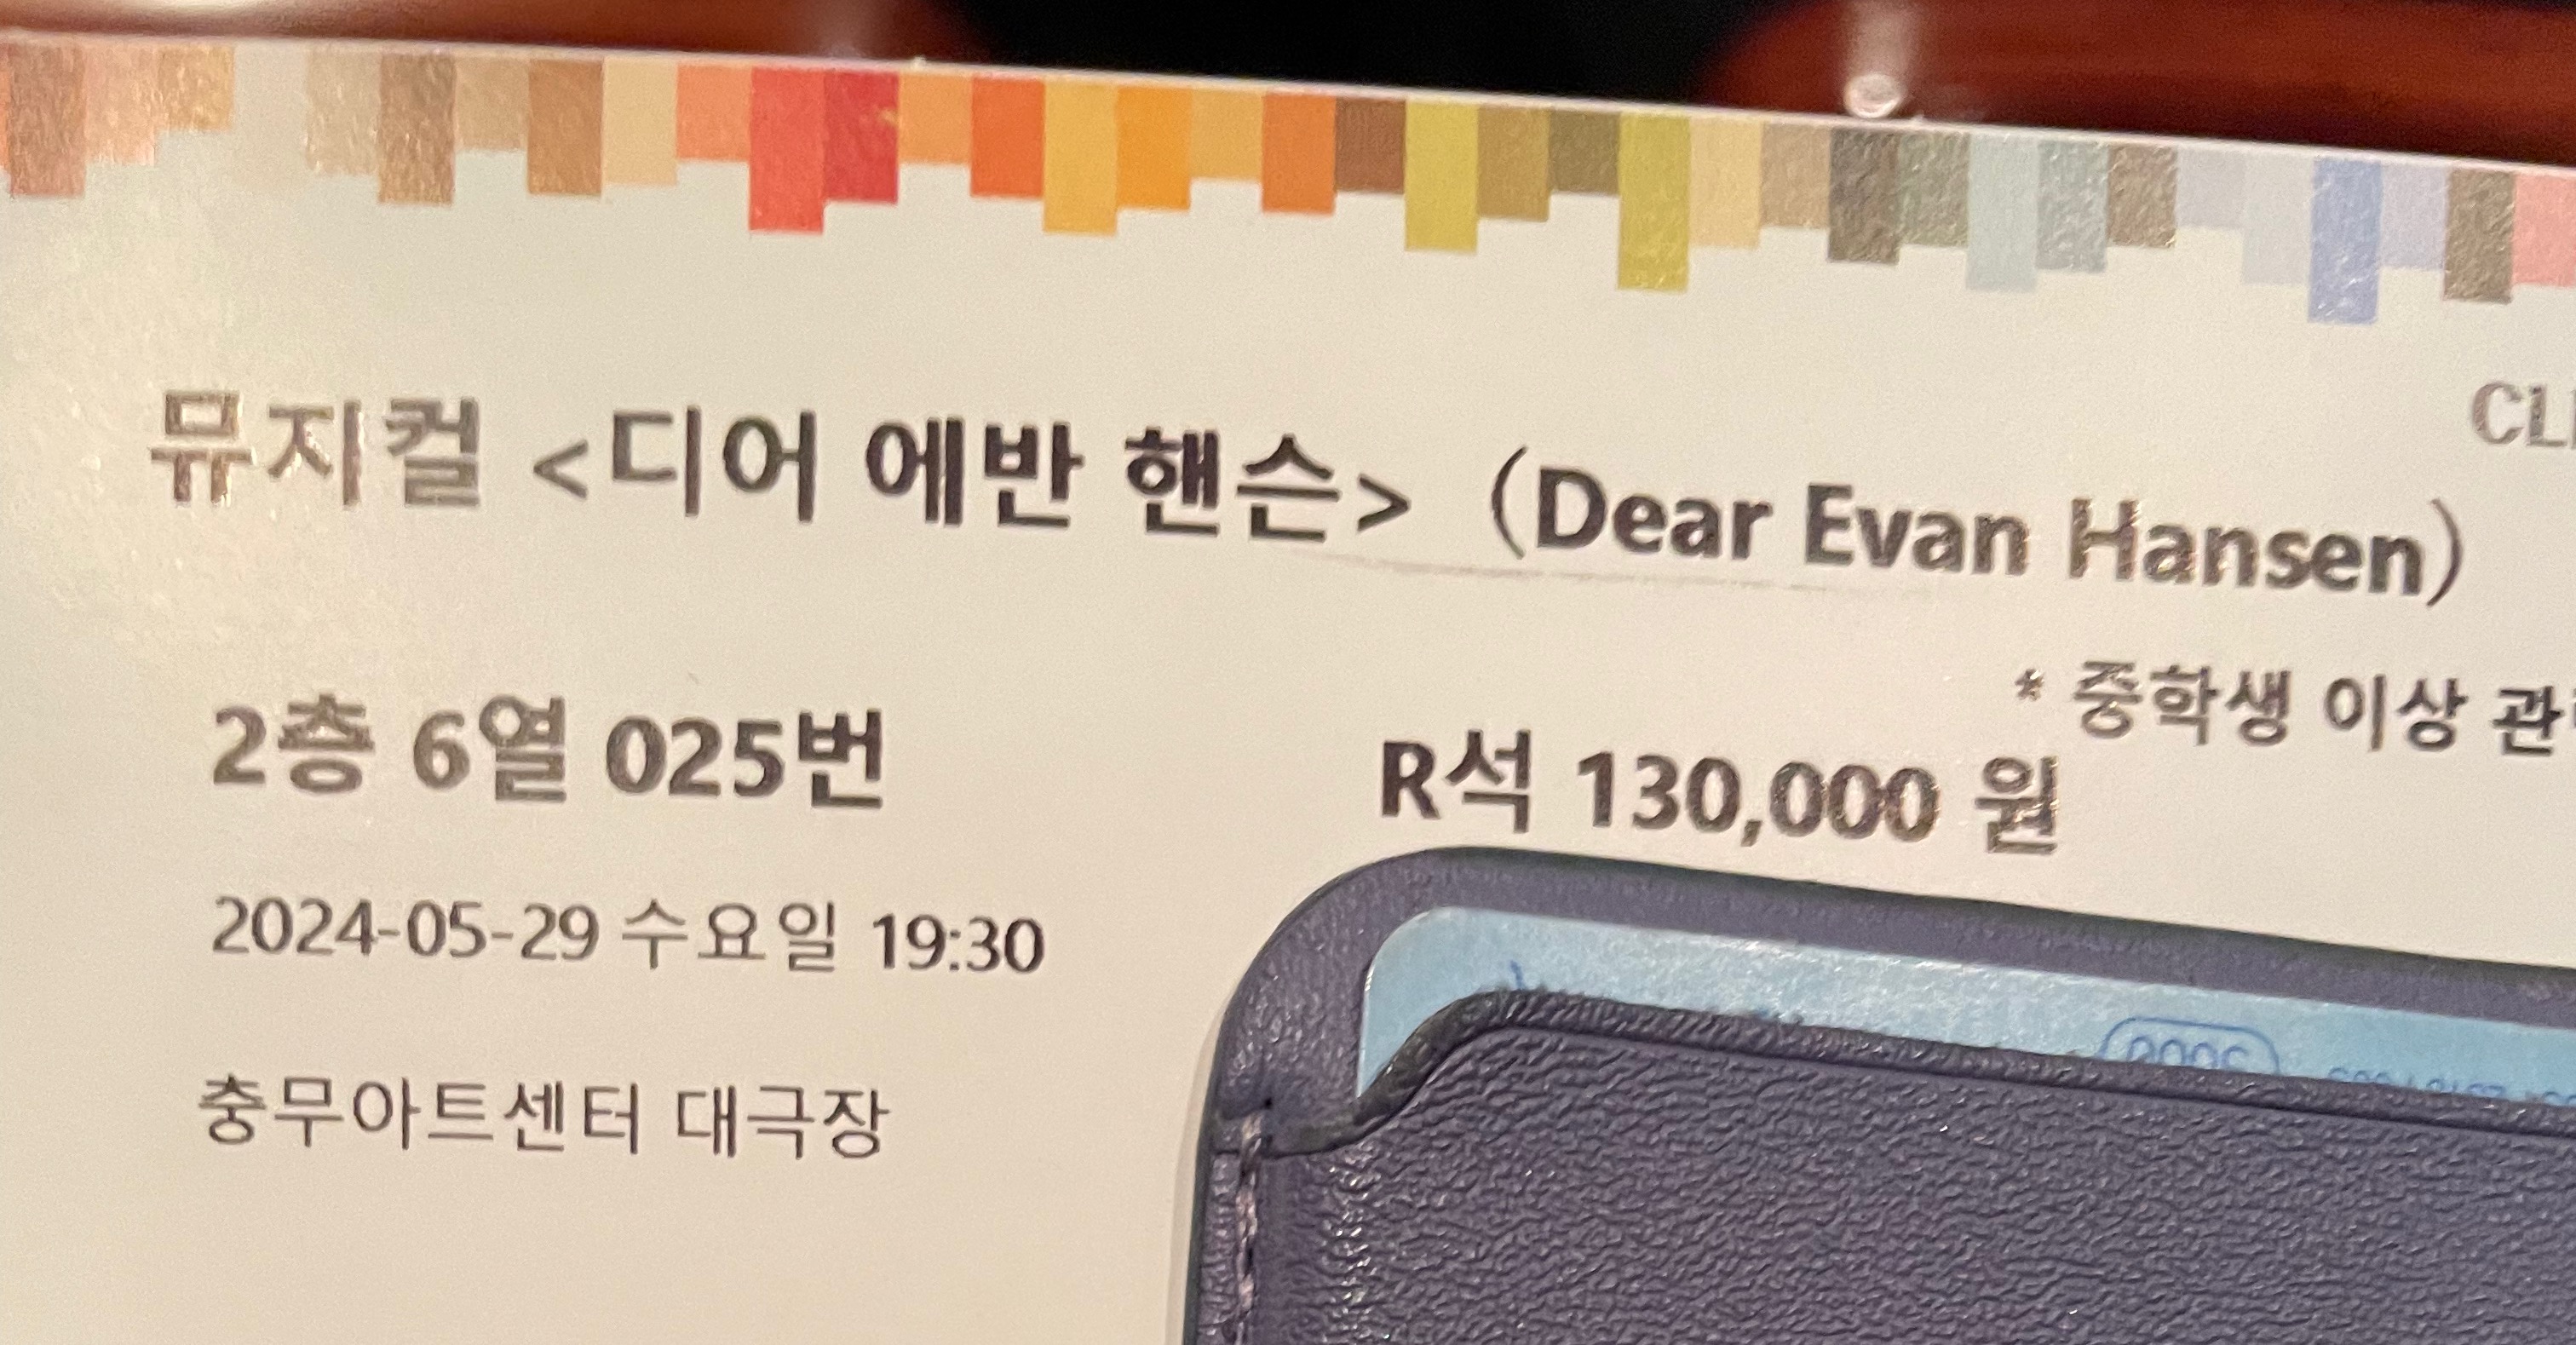 뮤지컬 <디어 에반 핸슨> (Dear Evan Hansen)
* 중학생 이상
2층 6열 025번
R석 130,000 원
2024-05-29 수요일 19:30
충무아트센터 대극장